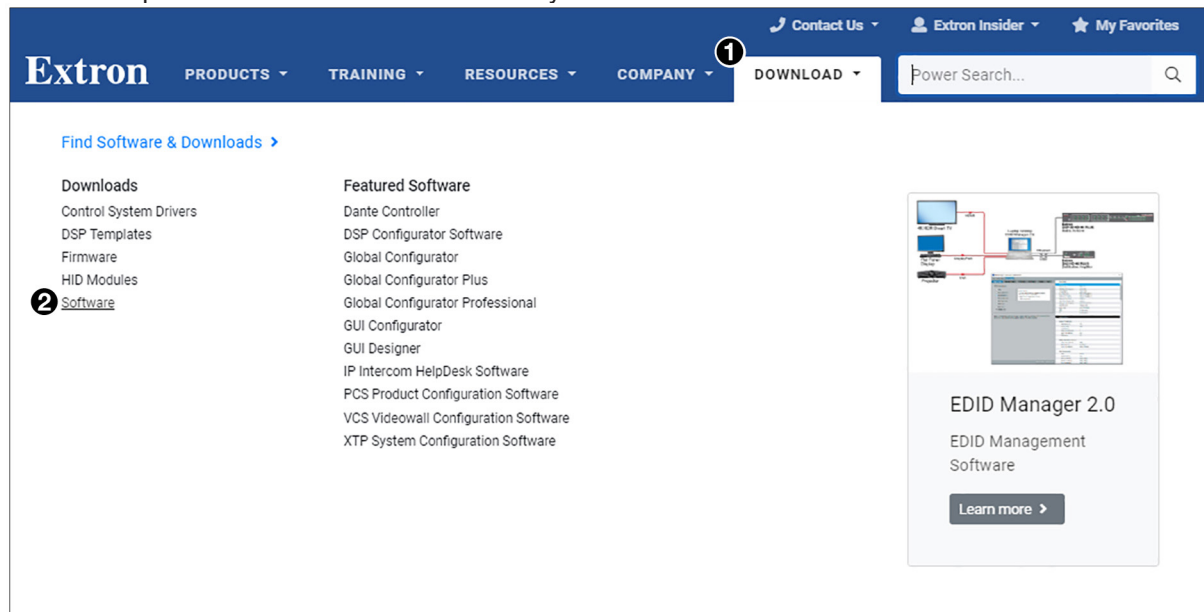 Contact Us
Extron Insider
My Favorites
1
Extron
PRODUCTS
TRAINING
RESOURCES
COMPANY
DOWNLOAD
Power Search...
Find Software & Downloads
Downloads
Control System Drivers
DSP Templates
Firmware
HID Modules
2 Software
Featured Software
Dante Controller
DSP Configurator Software
Global Configurator
Global Configurator Plus
Global Configurator Professional
GUI Configurator
GUI Designer
IP Intercom HelpDesk Software
PCS Product Configuration Software
VCS Videowall Configuration Software
XTP System Configuration Software
EDID Manager 2.0
EDID Management
Software
Learn more